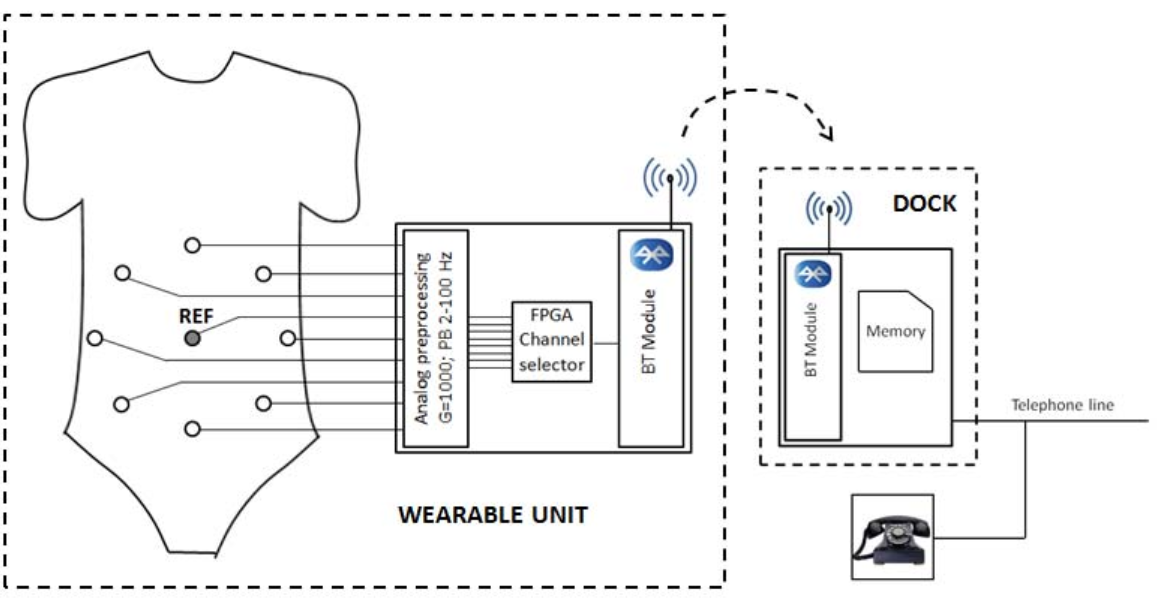 REF
Analog preprocessing
G=1000; PB 2-100 Hz
FPGA
Channel
selector
BT Module
WEARABLE UNIT
DOCK
BT Module
Memory
Telephone line